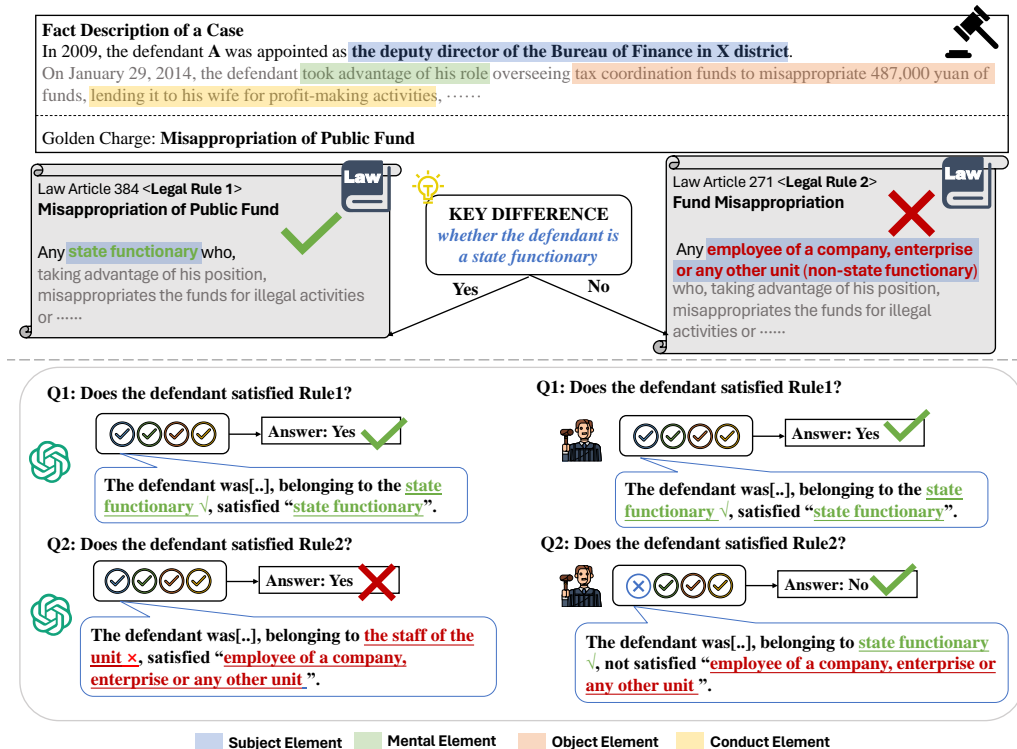 Fact Description of a Case
In 2009, the defendant A was appointed as the deputy director of the Bureau of Finance in X district.
On January 29, 2014, the defendant took advantage of his role overseeing tax coordination funds to misappropriate 487,000 yuan of
funds, lending it to his wife for profit-making activities, ······
Golden Charge: Misappropriation of Public Fund
Law
Law Article 384 <Legal Rule 1>
Misappropriation of Public Fund
Any state functionary who,
taking advantage of his position,
misappropriates the funds for illegal activities
or ······
KEY DIFFERENCE
whether the defendant is
a state functionary
Yes
No
Law
Law Article 271 <Legal Rule 2>
Fund Misappropriation
Any employee of a company, enterprise
or any other unit (non-state functionary)
who, taking advantage of his position,
misappropriates the funds for illegal
activities or ······
Q1: Does the defendant satisfied Rule1?
Answer: Yes
The defendant was[..], belonging to the state
functionary √, satisfied “state functionary”.
Q2: Does the defendant satisfied Rule2?
Answer: Yes
The defendant was[..], belonging to the staff of the
unit ×, satisfied “employee of a company,
enterprise or any other unit ”.
Q1: Does the defendant satisfied Rule1?
Answer: Yes
The defendant was[..], belonging to the state
functionary √, satisfied “state functionary”.
Q2: Does the defendant satisfied Rule2?
Answer: No
The defendant was[..], belonging to state functionary
√, not satisfied “employee of a company, enterprise or
any other unit ”.
Subject Element Mental Element Object Element Conduct Element